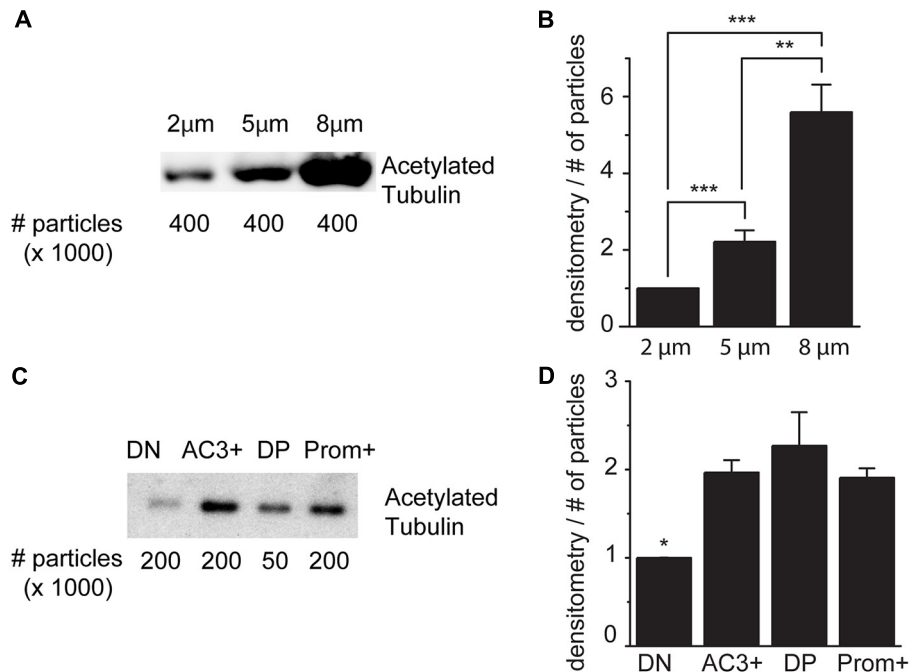 A
2µm 5µm 8µm
Acetylated
Tubulin
# particles
(x 1000)
400 400 400
B
densitometry / # of particles
***
**
***
6
4
2
0
2 µm 5 µm 8 µm
C
DN AC3+ DP Prom+
Acetylated
Tubulin
# particles
(x 1000)
200 200 50 200
D
densitometry / # of particles
3
2
1
0
*
DN AC3+ DP Prom+